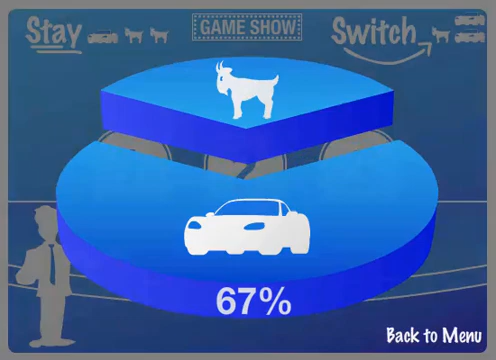 Stay
GAME SHOW
Switch
67%
Back to Menu